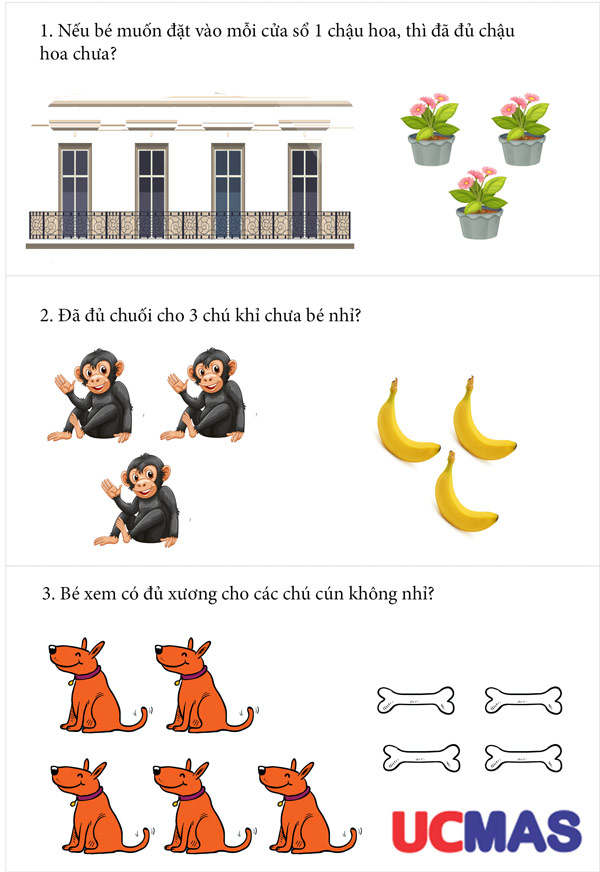 1. Nếu bé muốn đặt vào mỗi cửa sổ 1 chậu hoa, thì đã đủ chậu
hoa chưa?
2. Đã đủ chuối cho 3 chú khỉ chưa bé nhỉ?
3. Bé xem có đủ xương cho các chú cún không nhỉ?
UCMAS